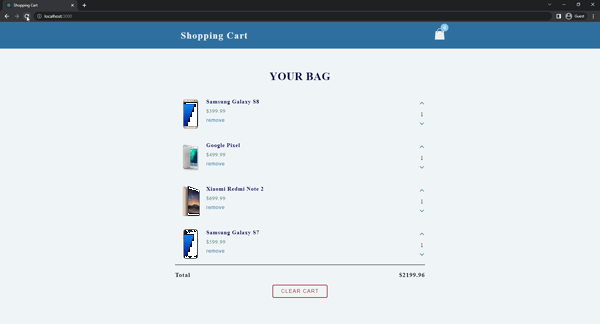 Shopping Cart
Guest
localhost:3000
Shopping Cart
YOUR BAG
Samsung Galaxy S8
$399.99
remove
1
Google Pixel
$499.99
remove
1
Xiaomi Redmi Note 2
$699.99
remove
1
Samsung Galaxy S7
$599.99
remove
1
Total
$2199.96
CLEAR CART